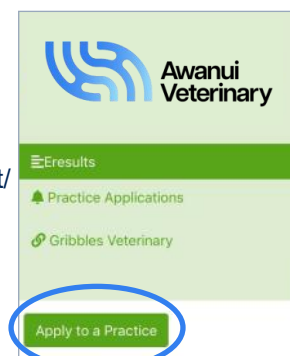 Awanui
Veterinary
Eresults
t/
Practice Applications
Gribbles Veterinary
Apply to a Practice